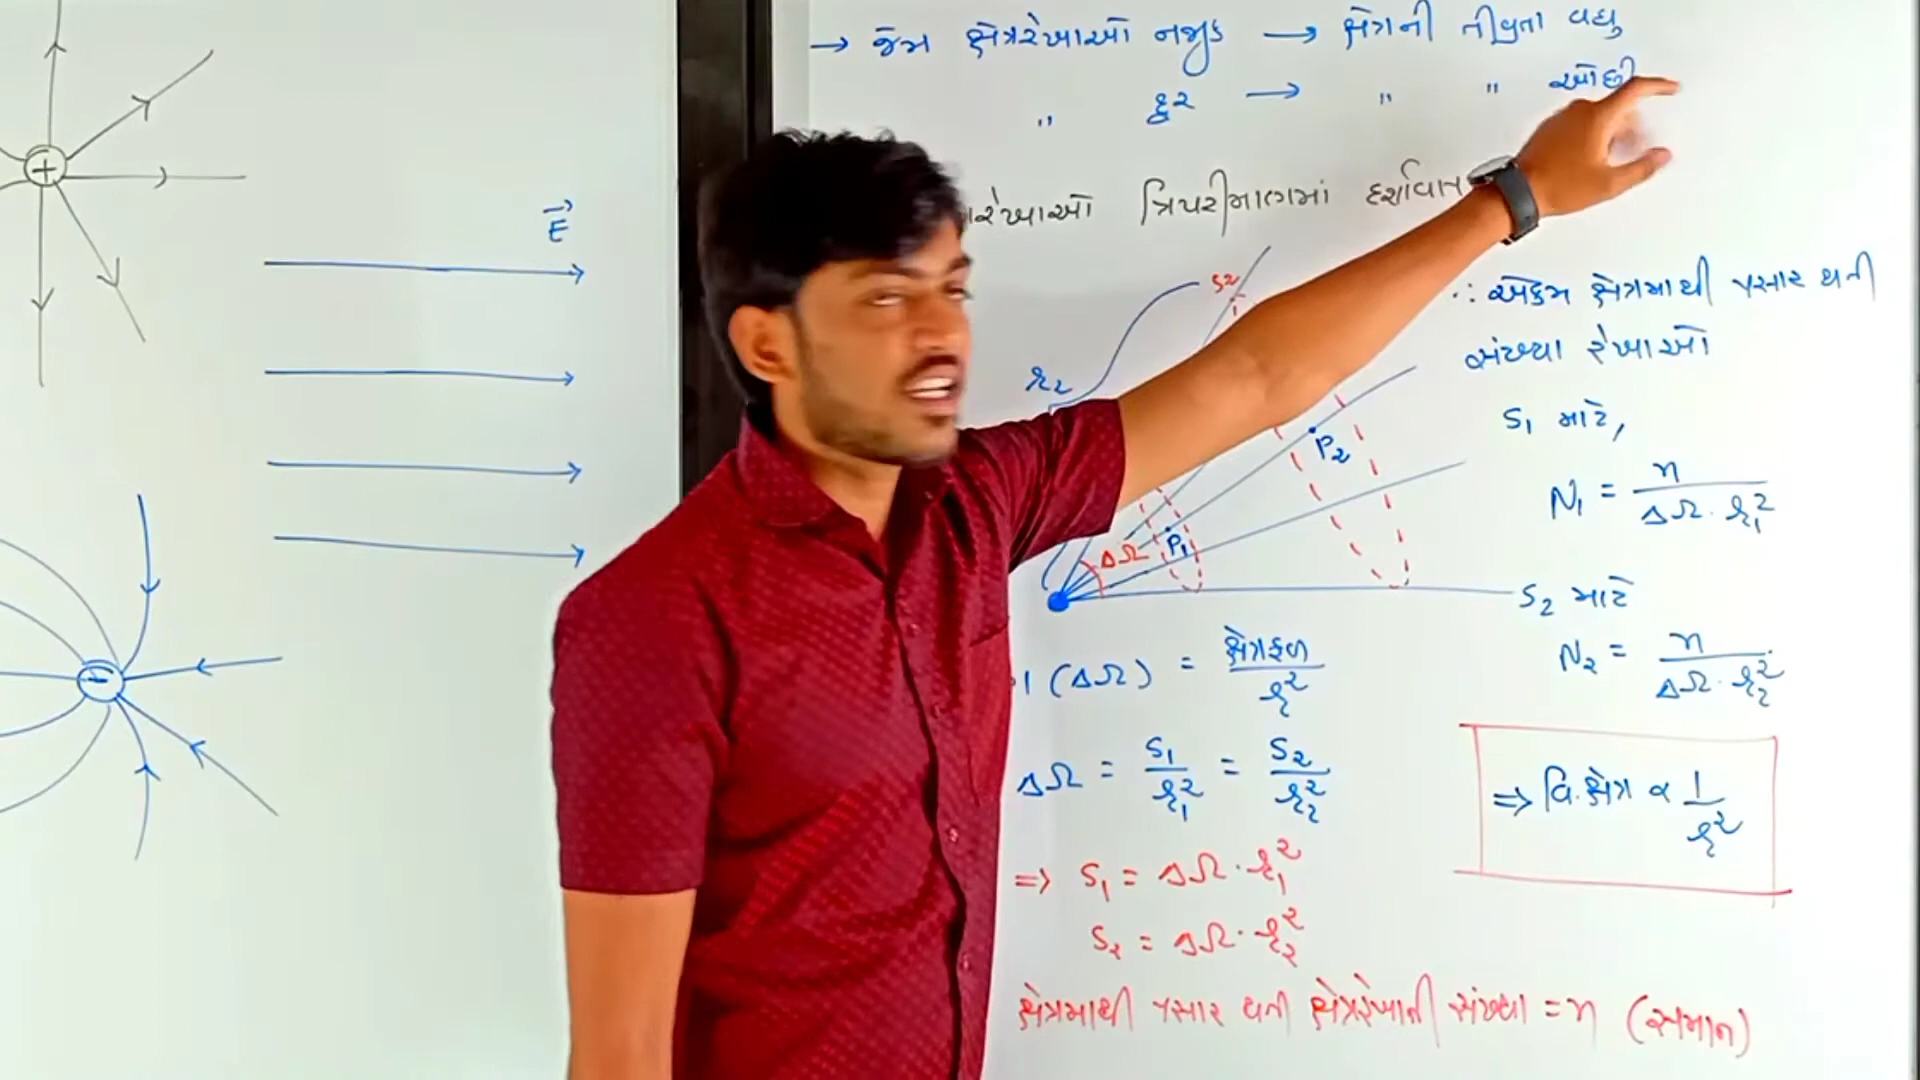 +
E⃗
-
→ જેમ ક્ષેત્રરેખાઓ નજીક → ક્ષેત્રની તીવ્રતા વધુ
" દુર → " " ઓછી
રેખાઓ ત્રિપરીમાણમાં
S2
r2
P2
ΔΩ P1
∴ એકમ ક્ષેત્રમાથી પસાર થતી
સંખ્યા રેખાઓ
S1 માટે,
N1 = n / ΔΩ · r1²
S2 માટે
N2 = n / ΔΩ · r2²
⇒ વિ.ક્ષેત્ર ∝ 1 / r²
(ΔΩ) = ક્ષેત્રફળ / r²
ΔΩ = S1 / r1² = S2 / r2²
⇒ S1 = ΔΩ · r1²
S2 = ΔΩ · r2²
ક્ષેત્રમાથી પસાર થતી ક્ષેત્રરેખાની સંખ્યા = n (સમાન)